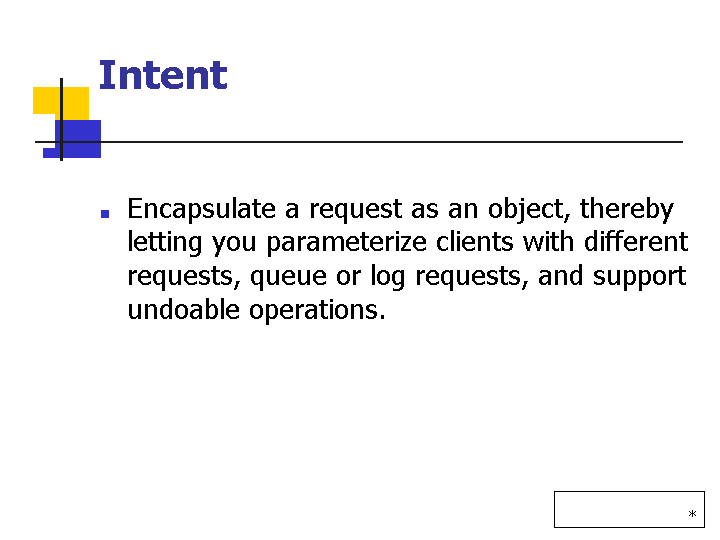 Intent
Encapsulate a request as an object, thereby
letting you parameterize clients with different
requests, queue or log requests, and support
undoable operations.
*